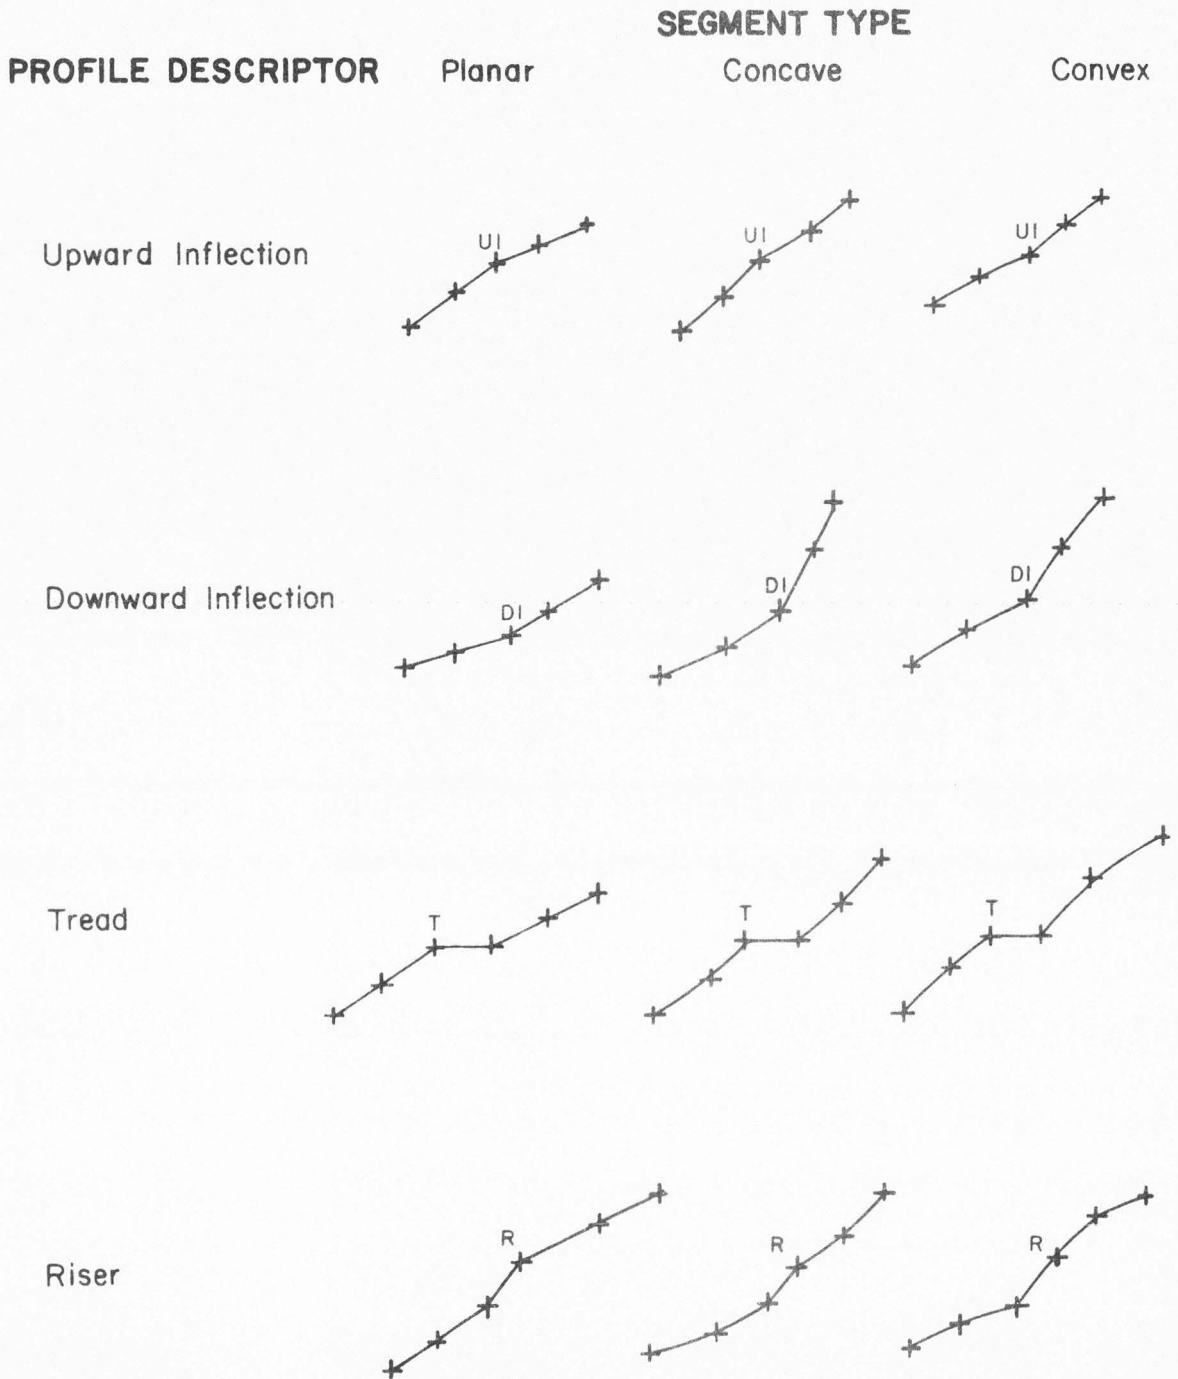 SEGMENT TYPE
PROFILE DESCRIPTOR Planar Concave Convex
UI UI UI
Upward Inflection
DI DI DI
Downward Inflection
T T T
Tread
R R R
Riser